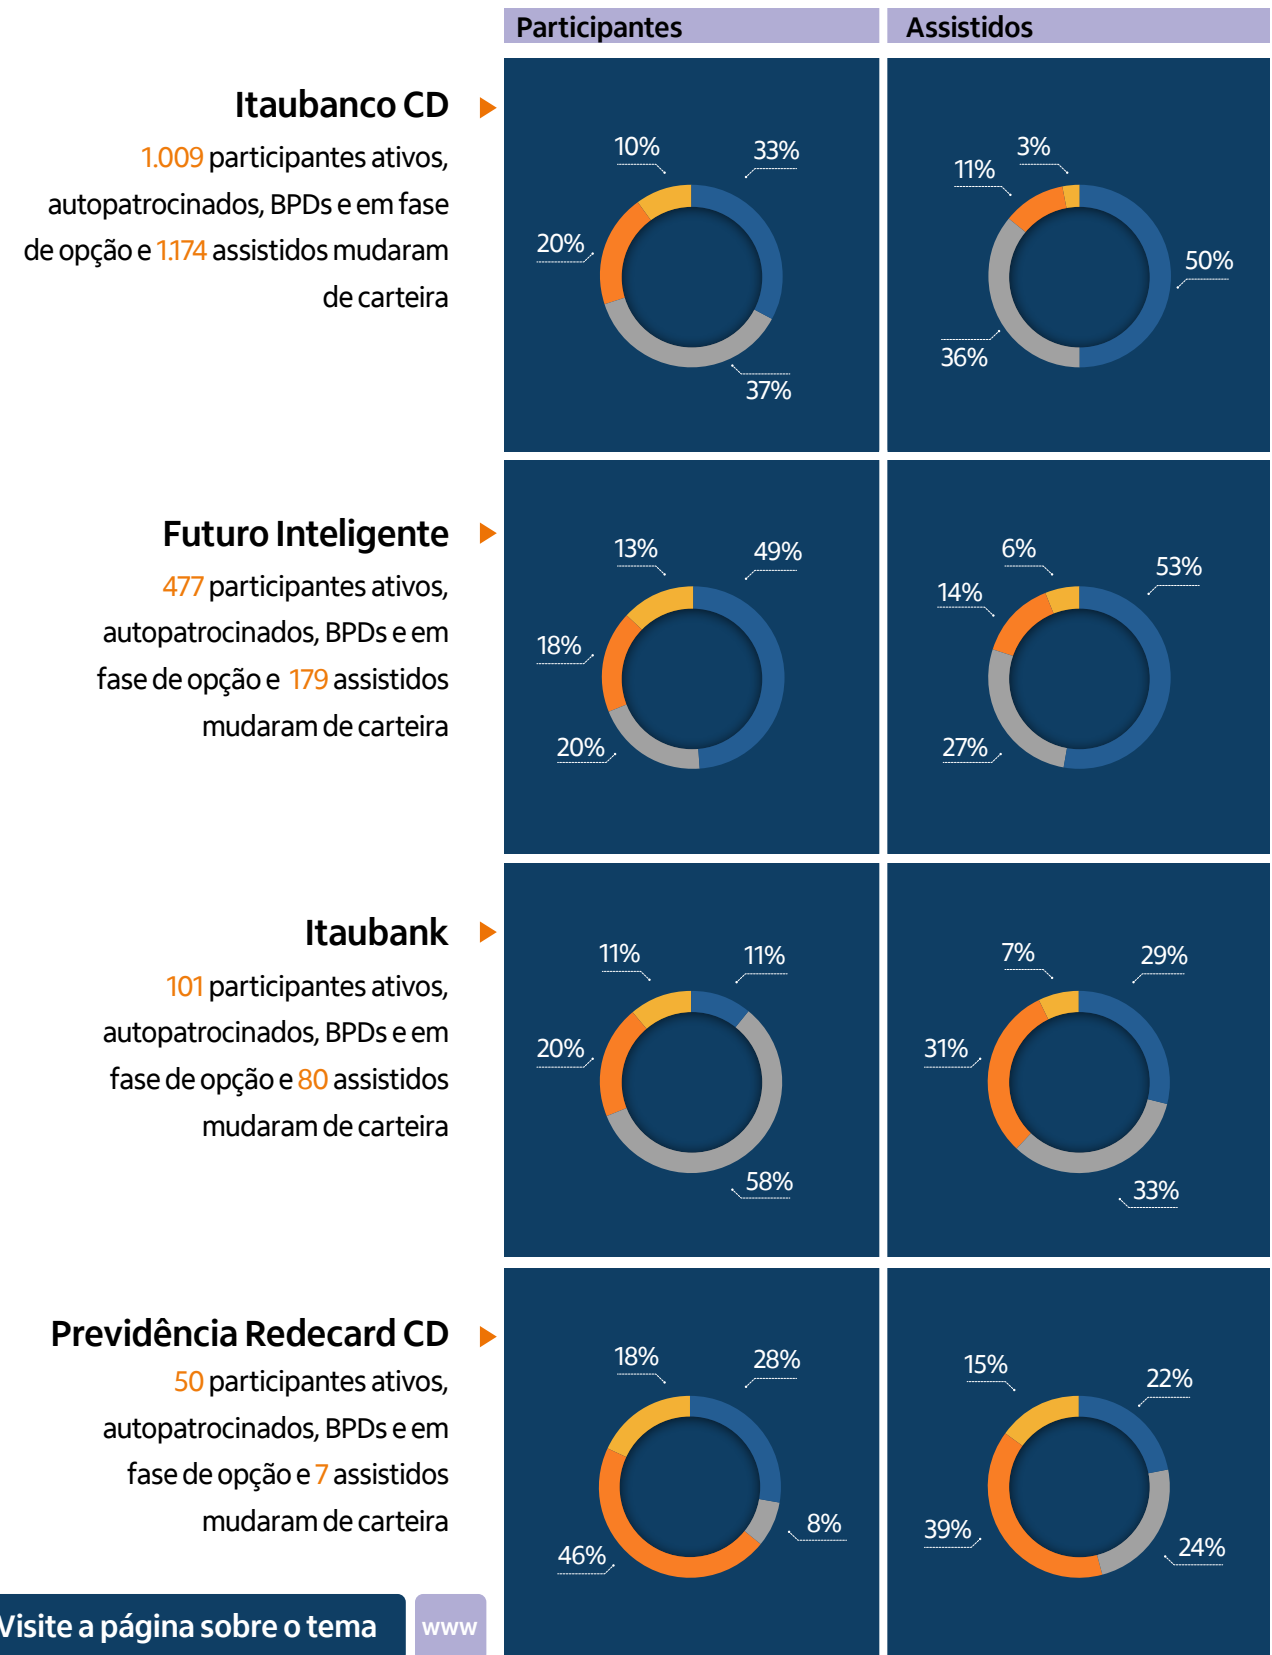 Participantes
Assistidos
Itaubanco CD
1.009 participantes ativos,
autopatrocinados, BPDs e em fase
de opção e 1.174 assistidos mudaram
de carteira
10%
33%
20%
37%
3%
11%
50%
36%
Futuro Inteligente
477 participantes ativos,
autopatrocinados, BPDs e em
fase de opção e 179 assistidos
mudaram de carteira
13%
49%
18%
20%
6%
53%
14%
27%
Itaubank
101 participantes ativos,
autopatrocinados, BPDs e em
fase de opção e 80 assistidos
mudaram de carteira
11%
11%
20%
58%
7%
29%
31%
33%
Previdência Redecard CD
50 participantes ativos,
autopatrocinados, BPDs e em
fase de opção e 7 assistidos
mudaram de carteira
18%
28%
8%
46%
15%
22%
39%
24%
Visite a página sobre o tema
www